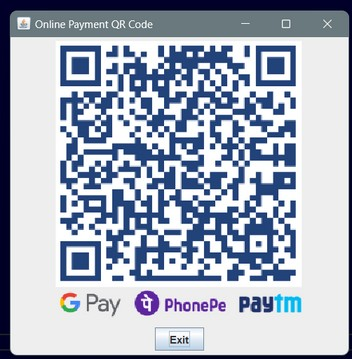 Online Payment QR Code
G Pay PhonePe paytm
Exit